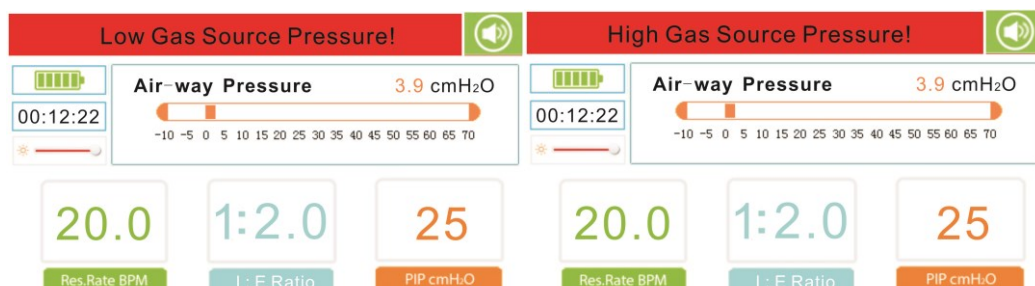 Low Gas Source Pressure!
Air-way Pressure 3.9 cmH₂O
00:12:22
-10 -5 0 5 10 15 20 25 30 35 40 45 50 55 60 65 70
20.0 1:2.0 25
Res.Rate BPM I : E Ratio PIP cmH₂O
High Gas Source Pressure!
Air-way Pressure 3.9 cmH₂O
00:12:22
-10 -5 0 5 10 15 20 25 30 35 40 45 50 55 60 65 70
20.0 1:2.0 25
Res.Rate BPM I : E Ratio PIP cmH₂O